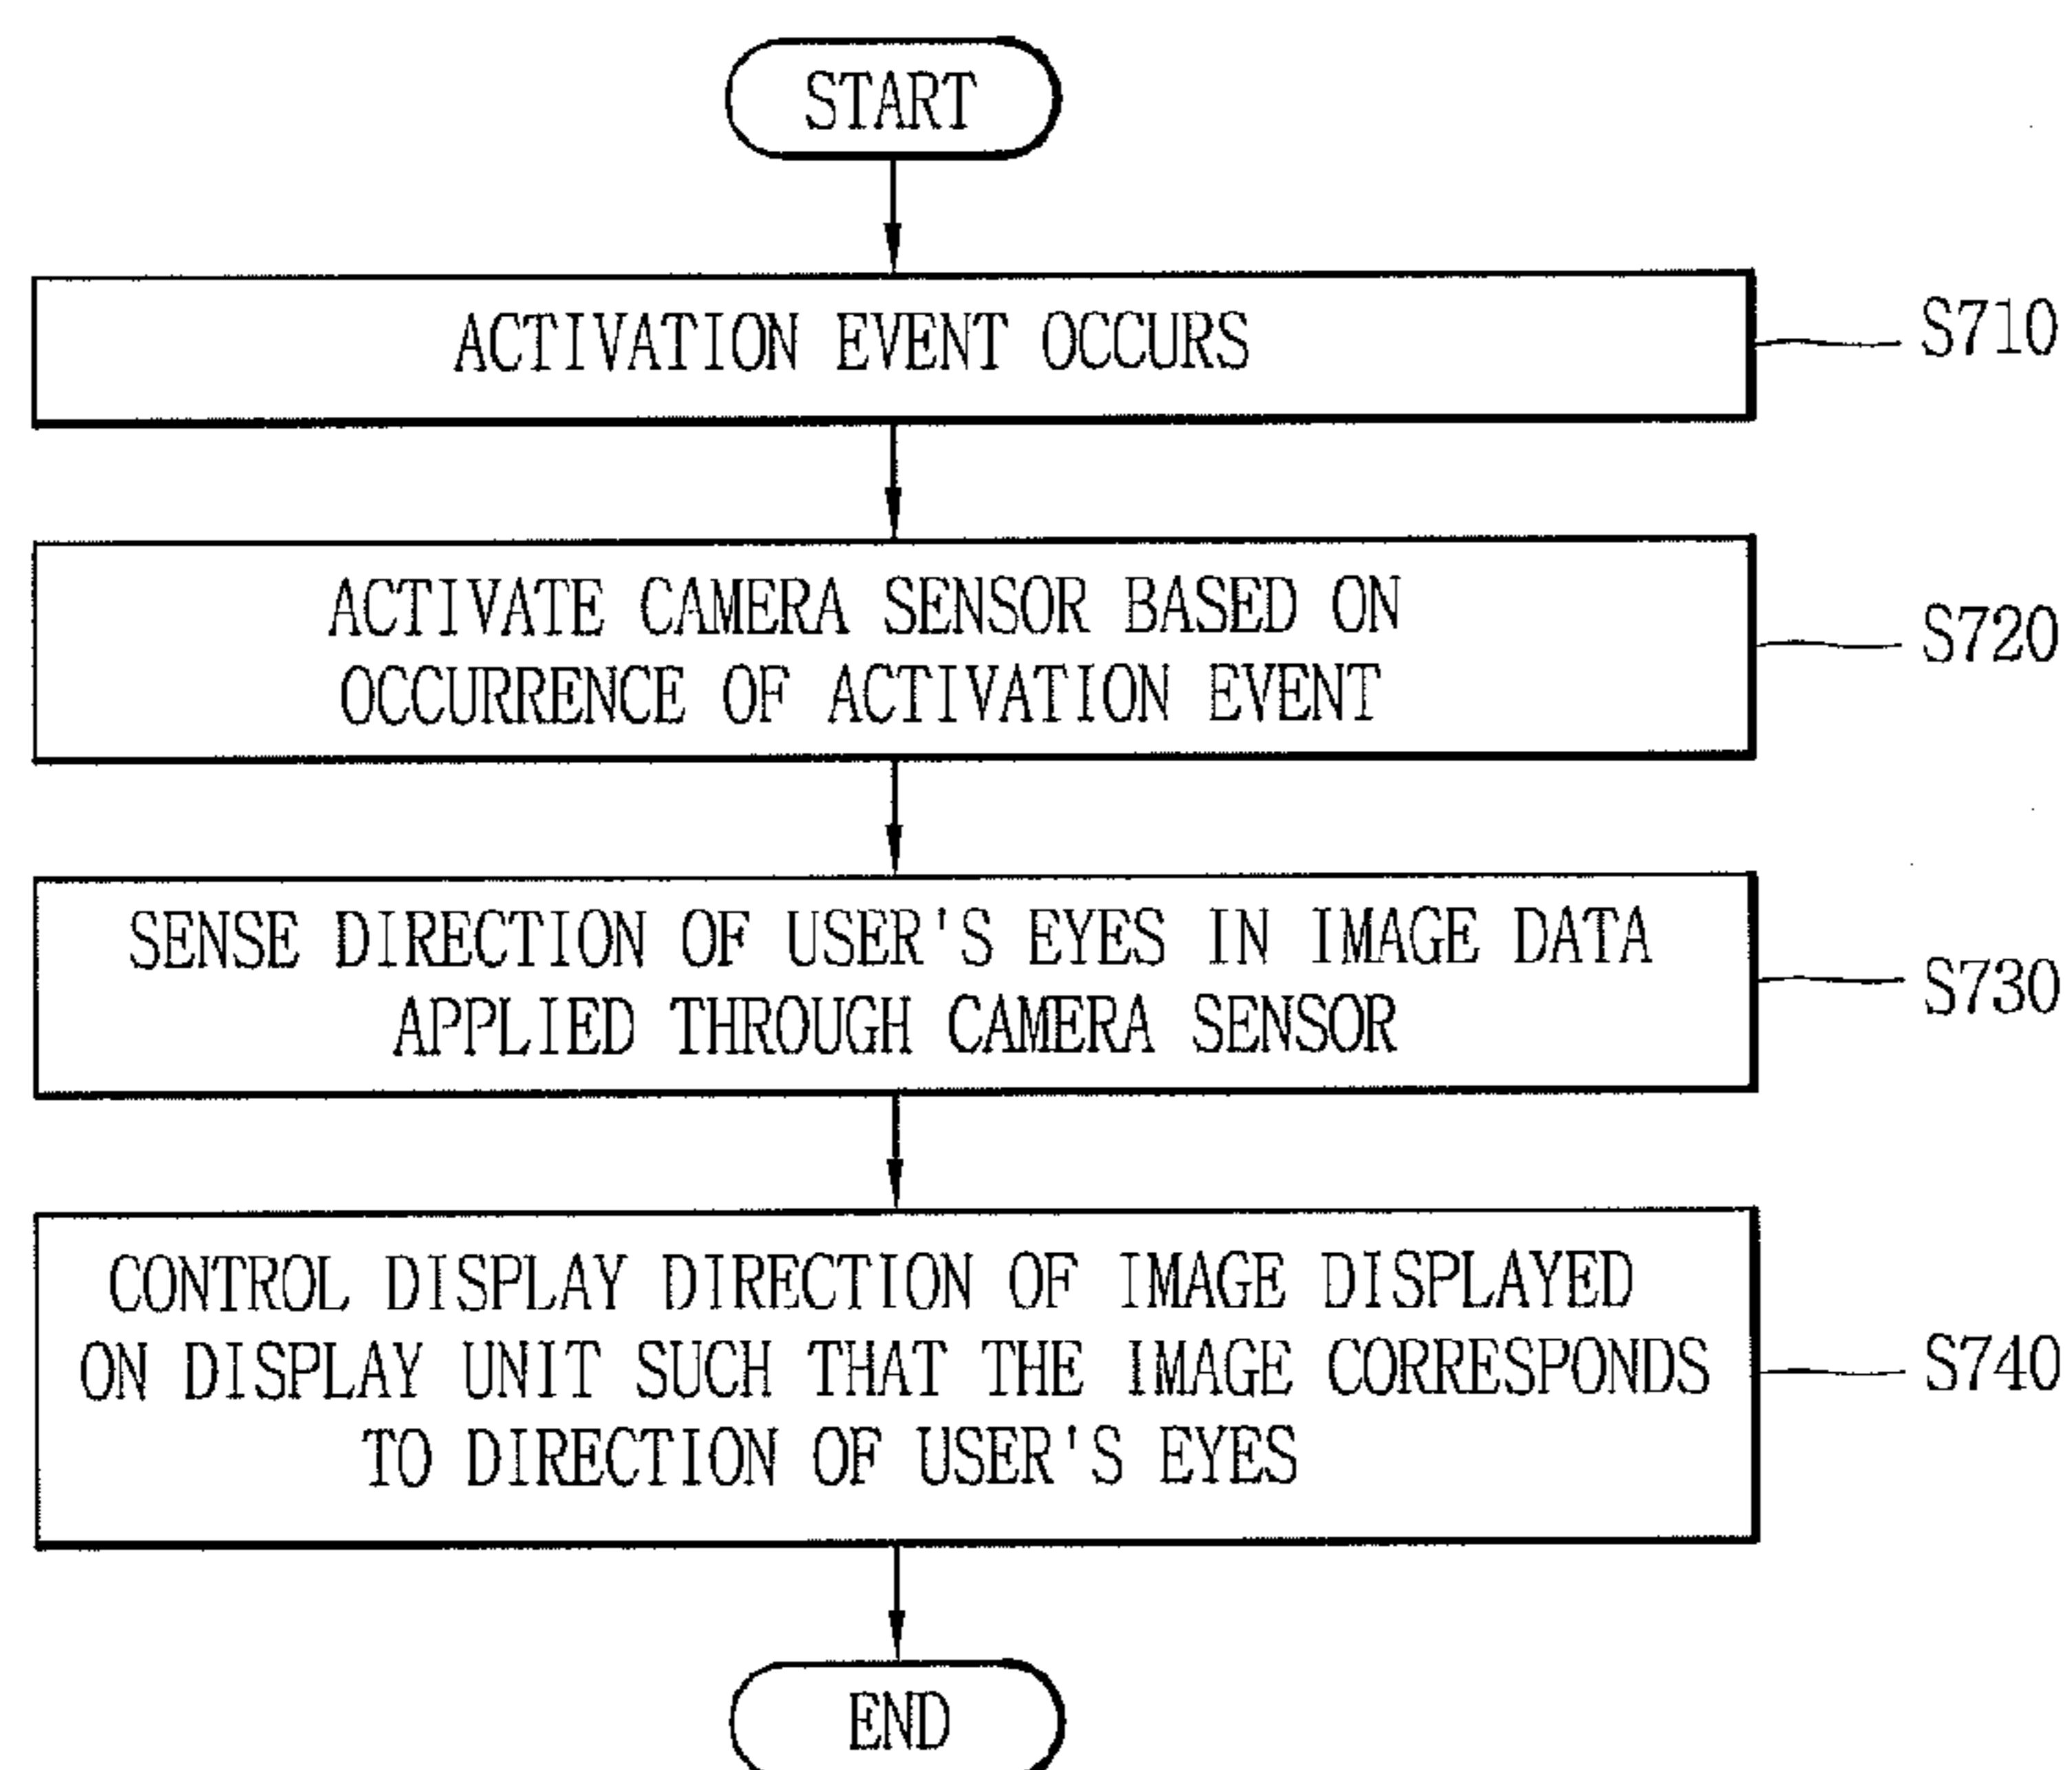 START
ACTIVATION EVENT OCCURS
S710
ACTIVATE CAMERA SENSOR BASED ON
OCCURRENCE OF ACTIVATION EVENT
S720
SENSE DIRECTION OF USER'S EYES IN IMAGE DATA
APPLIED THROUGH CAMERA SENSOR
S730
CONTROL DISPLAY DIRECTION OF IMAGE DISPLAYED
ON DISPLAY UNIT SUCH THAT THE IMAGE CORRESPONDS
TO DIRECTION OF USER'S EYES
S740
END